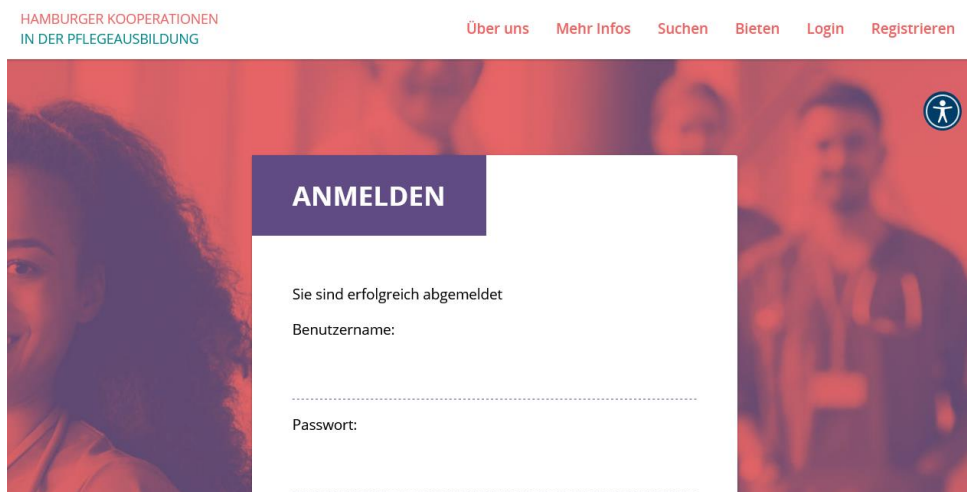 HAMBURGER KOOPERATIONEN
IN DER PFLEGEAUSBILDUNG
Über uns Mehr Infos Suchen Bieten Login Registrieren
ANMELDEN
Sie sind erfolgreich abgemeldet
Benutzername:
Passwort: